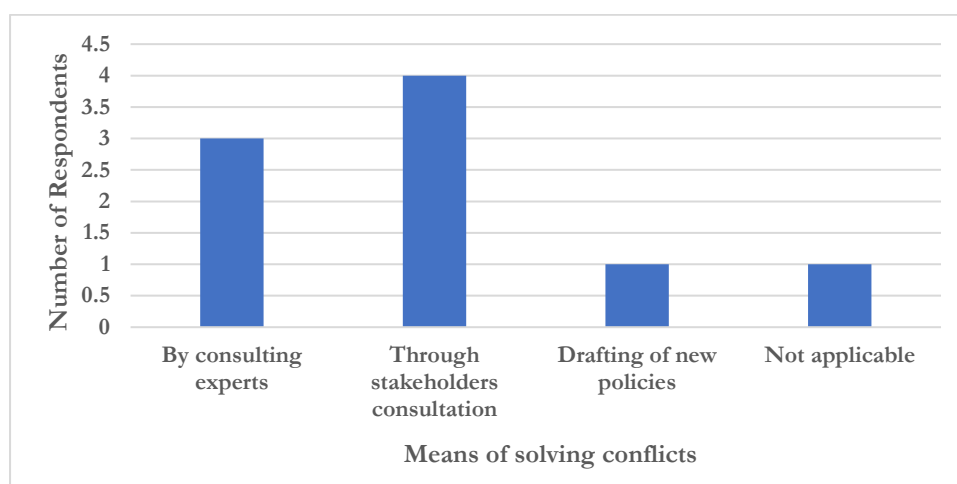 4.5
4
3.5
3
2.5
2
1.5
1
0.5
0
Number of Respondents
By consulting
experts
Through
stakeholders
consultation
Drafting of new
policies
Not applicable
Means of solving conflicts